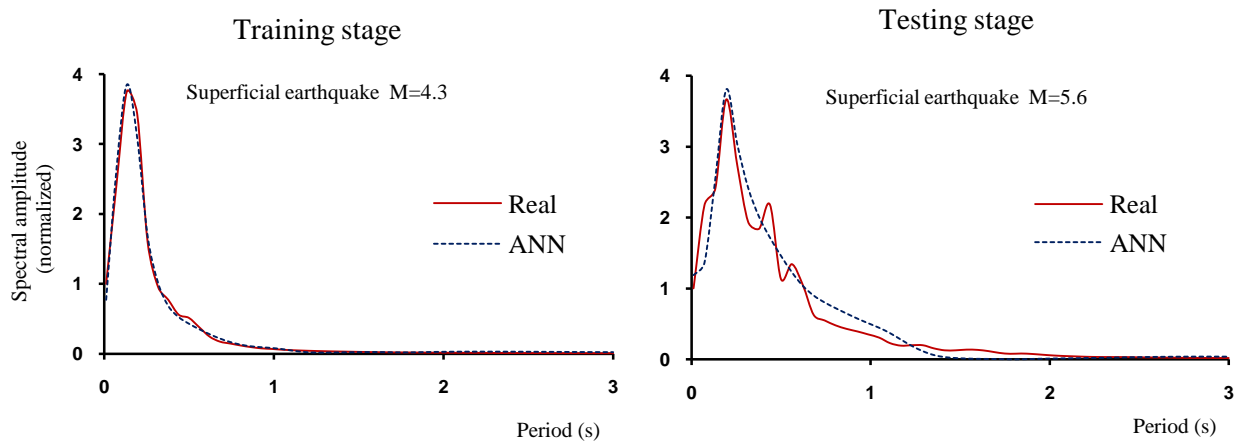 Training stage
Superficial earthquake M=4.3
Spectral amplitude
(normalized)
4
3
2
1
0
Real
ANN
0
1
2
3
Period (s)
Testing stage
Superficial earthquake M=5.6
4
3
2
1
0
Real
ANN
0
1
2
3
Period (s)